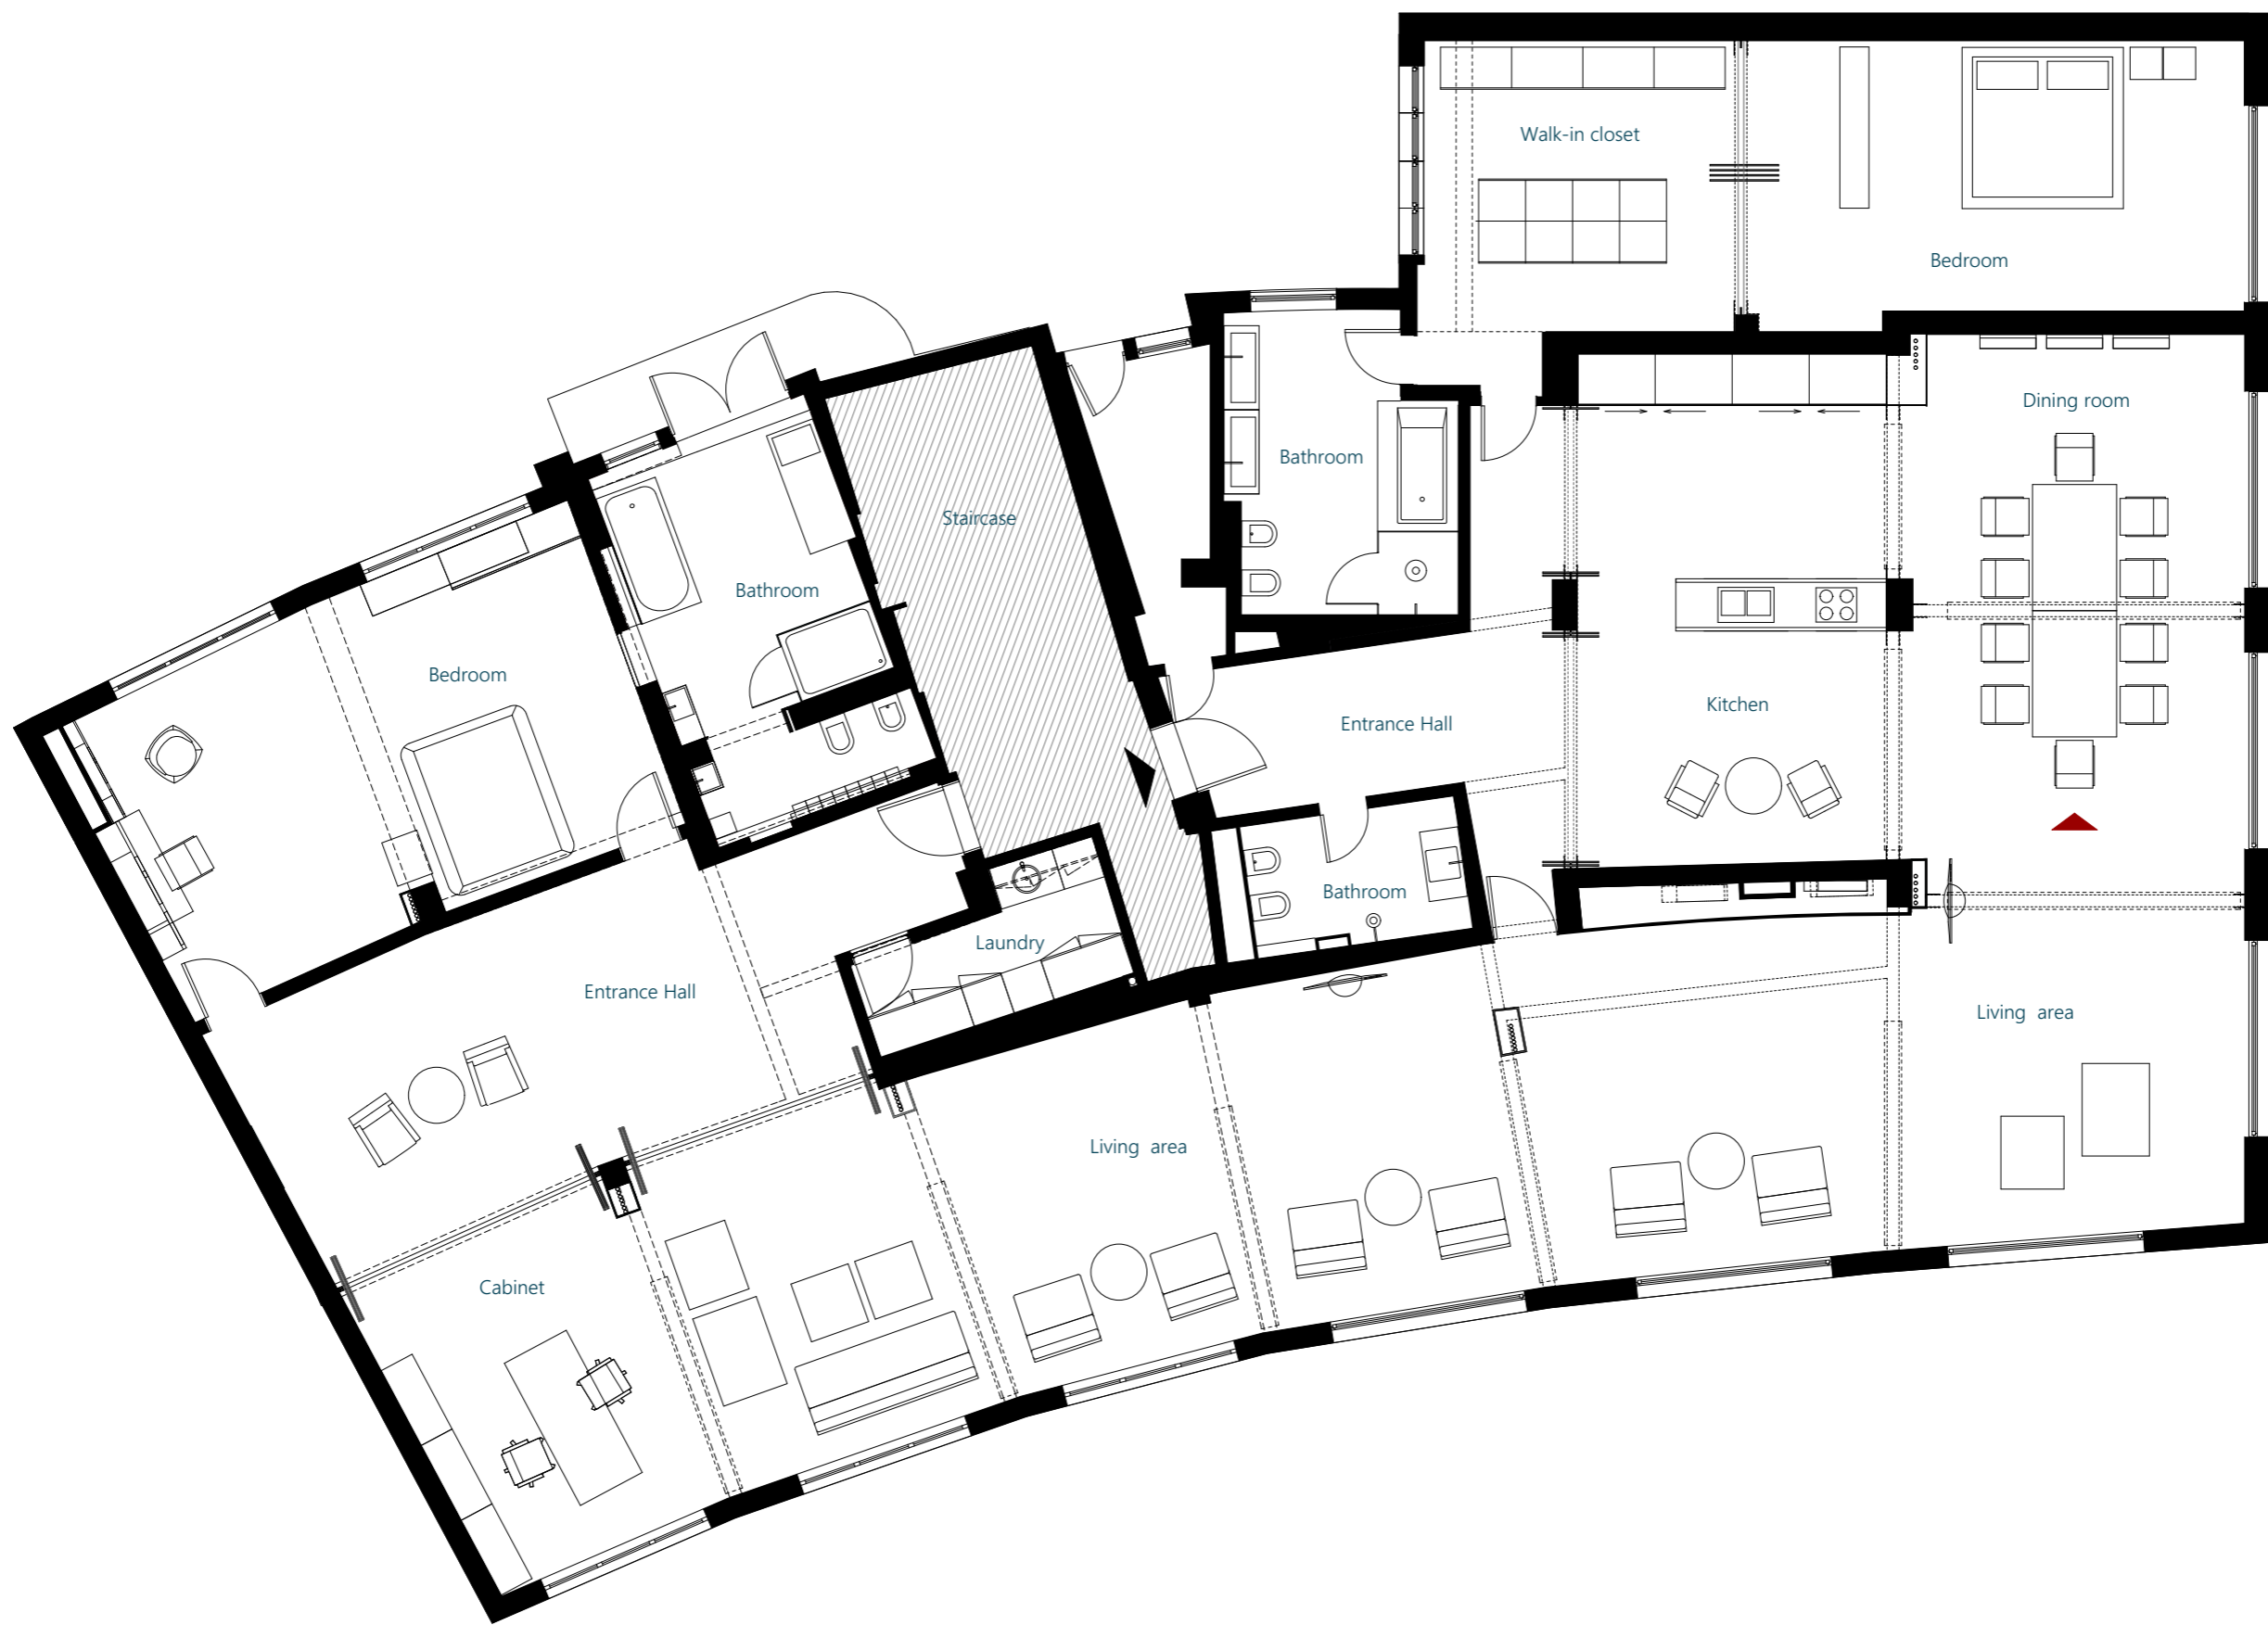 Walk-in closet
Bedroom
Dining room
Bathroom
Staircase
Bathroom
Bedroom
Kitchen
Entrance Hall
Bathroom
Laundry
Entrance Hall
Living  area
Living  area
Cabinet